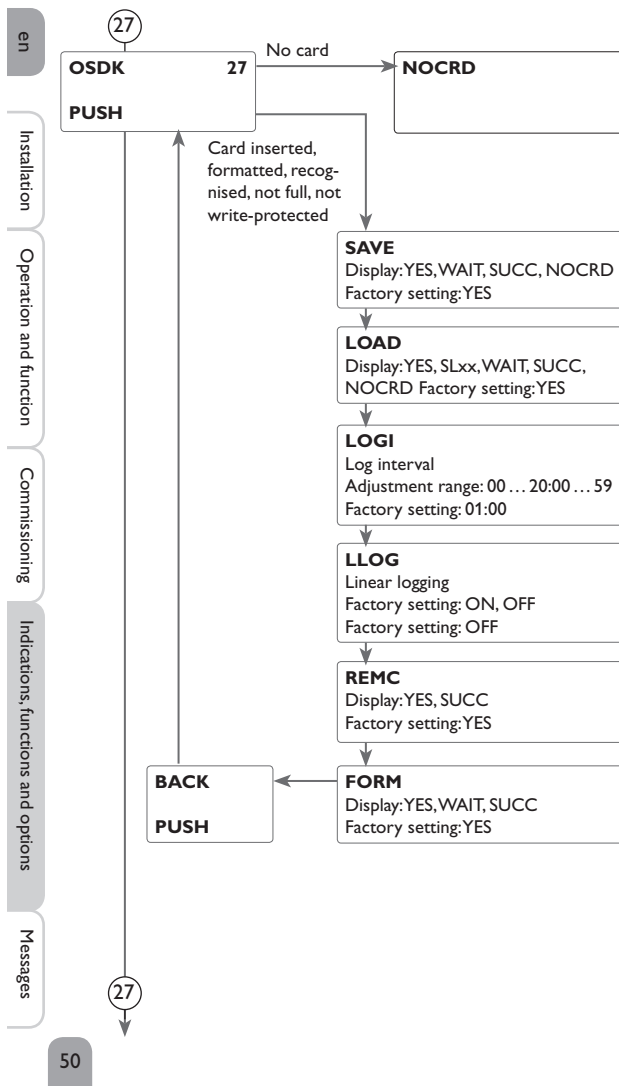 en
Installation
Operation and function
Commissioning
Indications, functions and options
Messages
27
OSDK 27
PUSH
No card
NOCRD
Card inserted,
formatted, recog-
nised, not full, not
write-protected
SAVE
Display: YES, WAIT, SUCC, NOCRD
Factory setting: YES
LOAD
Display: YES, SLxx, WAIT, SUCC,
NOCRD Factory setting: YES
LOGI
Log interval
Adjustment range: 00 … 20:00 … 59
Factory setting: 01:00
LLOG
Linear logging
Factory setting: ON, OFF
Factory setting: OFF
REMC
Display: YES, SUCC
Factory setting: YES
FORM
Display: YES, WAIT, SUCC
Factory setting: YES
BACK
PUSH
27
50